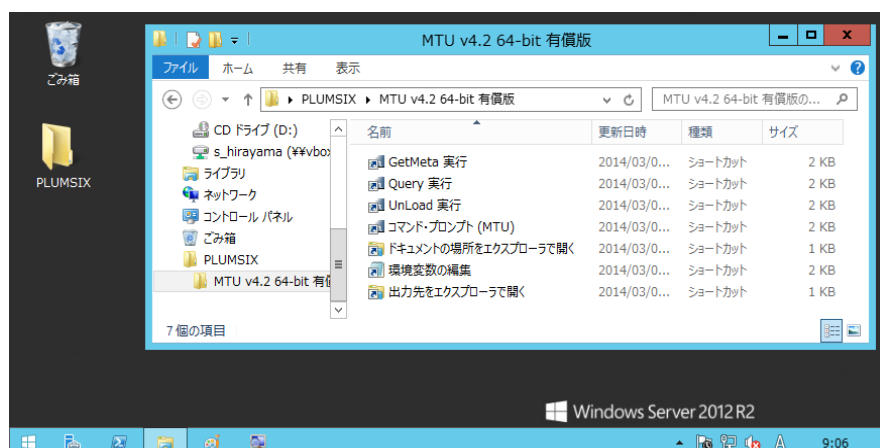 ごみ箱
PLUMSIX
MTU v4.2 64-bit 有償版
ファイル ホーム 共有 表示
PLUMSIX MTU v4.2 64-bit 有償版
MTU v4.2 64-bit 有償版の...
CD ドライブ (D:)
s_hirayama (¥¥vbo
ライブラリ
ネットワーク
コントロール パネル
ごみ箱
PLUMSIX
MTU v4.2 64-bit 有償
名前 更新日時 種類 サイズ
GetMeta 実行 2014/03/0... ショートカット 2 KB
Query 実行 2014/03/0... ショートカット 2 KB
UnLoad 実行 2014/03/0... ショートカット 2 KB
コマンド・プロンプト (MTU) 2014/03/0... ショートカット 2 KB
ドキュメントの場所をエクスプローラで開く 2014/03/0... ショートカット 1 KB
環境変数の編集 2014/03/0... ショートカット 2 KB
出力先をエクスプローラで開く 2014/03/0... ショートカット 1 KB
7 個の項目
Windows Server 2012 R2
A 9:06